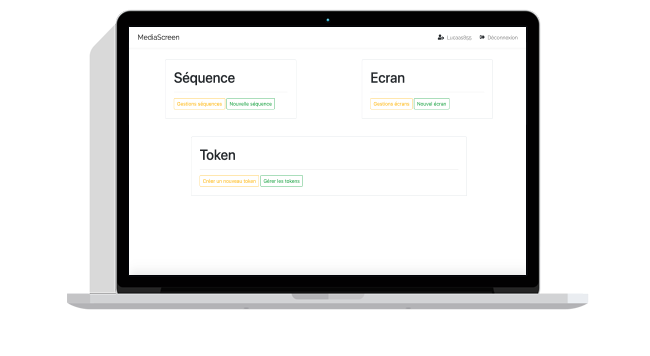 MediaScreen
Déconnexion
Séquence
Ecran
Gestions séquences Nouvelle séquence
Gestions écrans Nouvel écran
Token
Créer un nouveau token Gérer les tokens